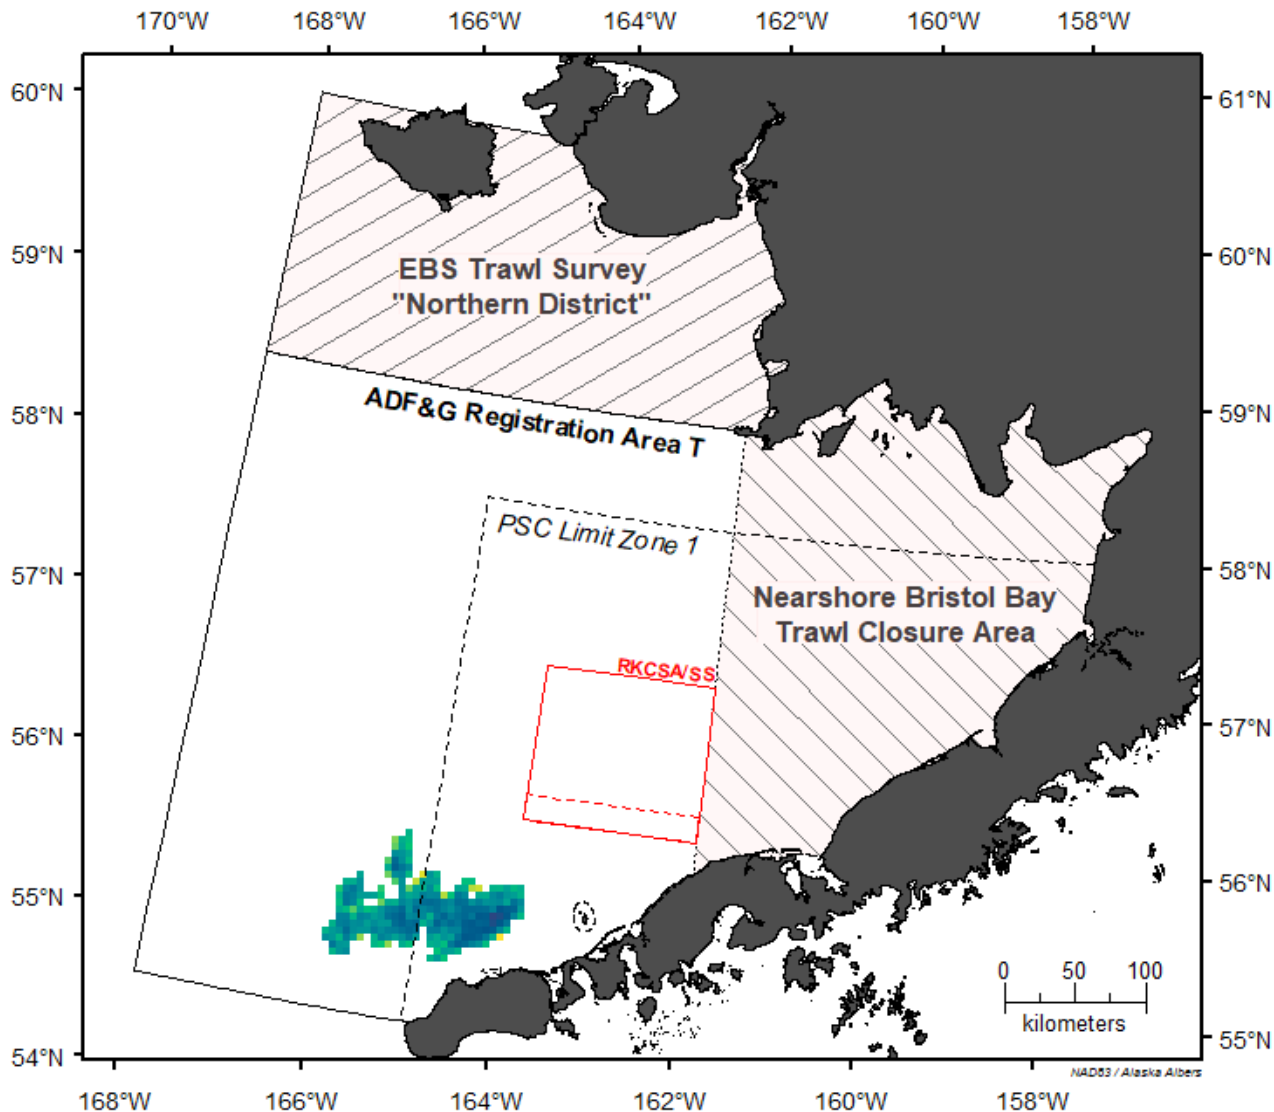 170°W 168°W 166°W 164°W 162°W 160°W 158°W
60°N
61°N
59°N
60°N
EBS Trawl Survey
"Northern District"
58°N
59°N
ADF&G Registration Area T
PSC Limit Zone 1
57°N
58°N
Nearshore Bristol Bay
Trawl Closure Area
RKCSA/SS
56°N
57°N
55°N
56°N
0 50 100
kilometers
54°N
55°N
NAD83 / Alaska Albers
168°W 166°W 164°W 162°W 160°W 158°W